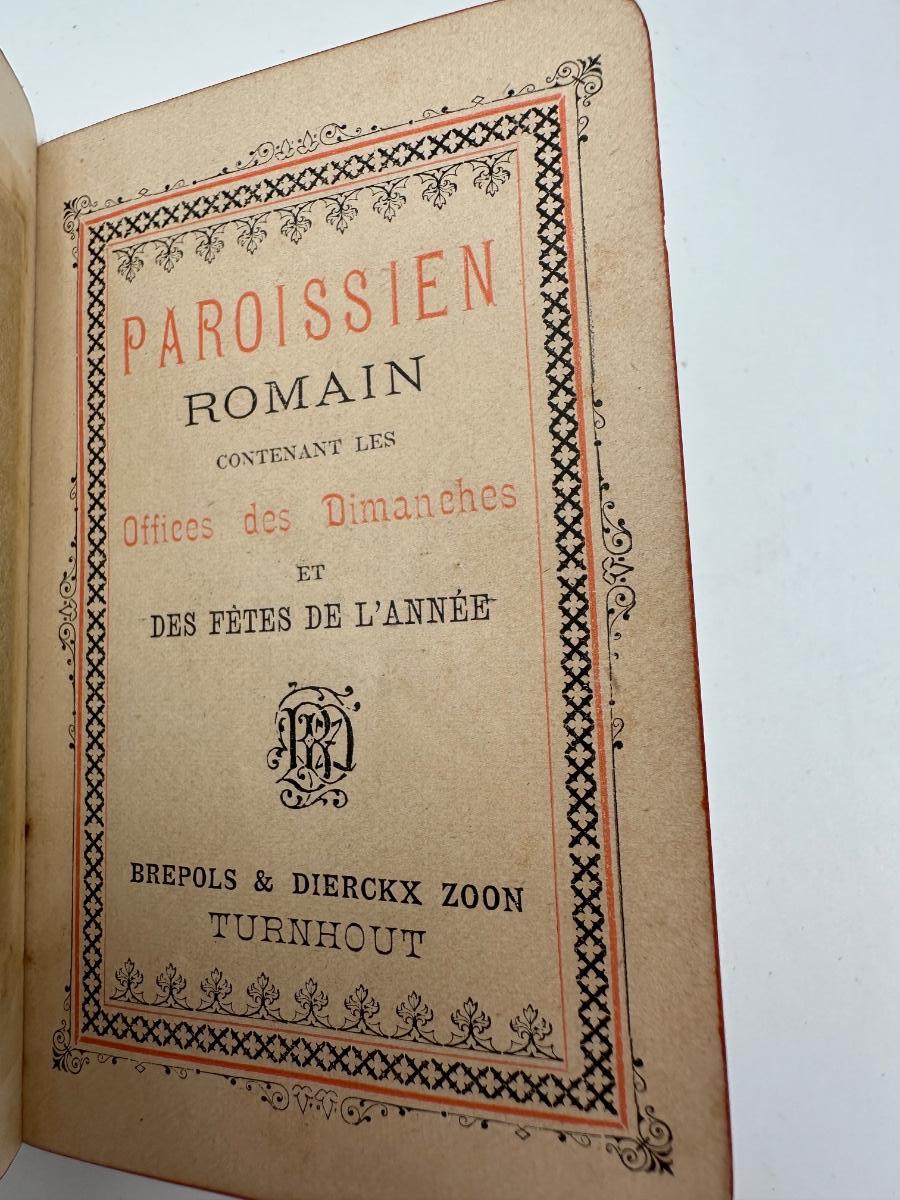 PAROISSIEN
ROMAIN
CONTENANT LES
Offices des Dimanches
ET
DES FÊTES DE L'ANNÉE
BREPOLS & DIERCKX ZOON
TURNHOUT